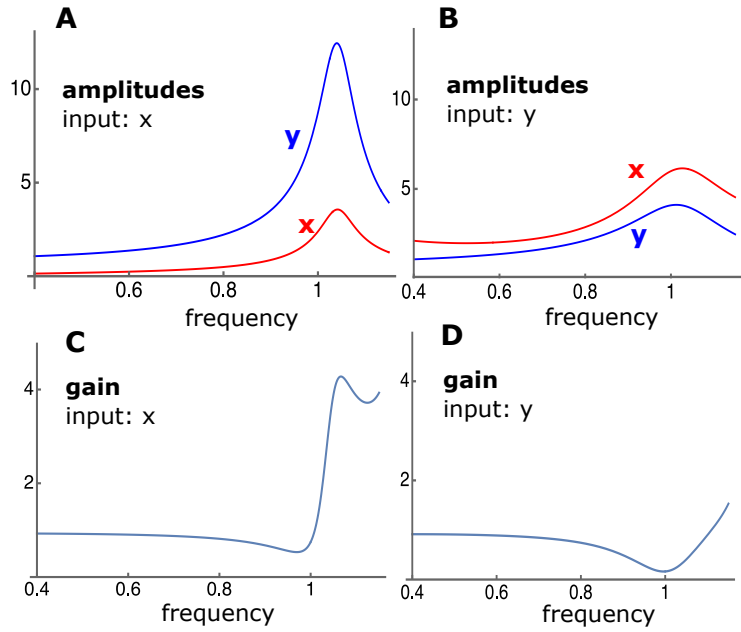 A
amplitudes
input: x
10
5
y
x
0.6
0.8
1
frequency
B
amplitudes
input: y
10
5
x
y
0.4
0.6
0.8
1
frequency
C
gain
input: x
4
2
0.4
0.6
0.8
1
frequency
D
gain
input: y
4
2
0.4
0.6
0.8
1
frequency